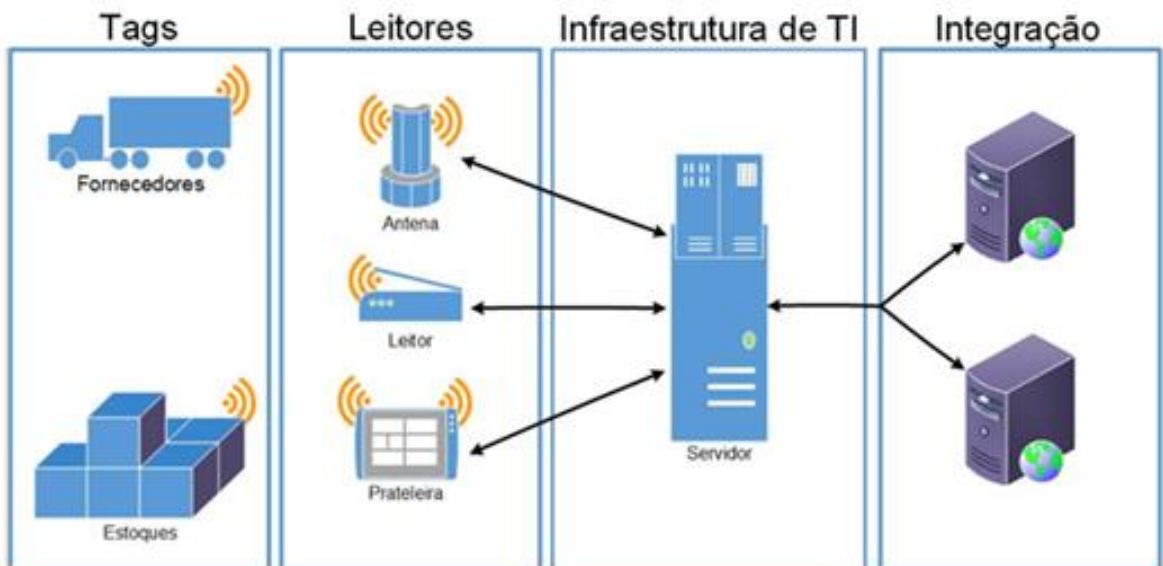 Tags
Leitores
Infraestrutura de TI
Integração
Fornecedores
Estoques
Antena
Leitor
Prateleira
Servidor